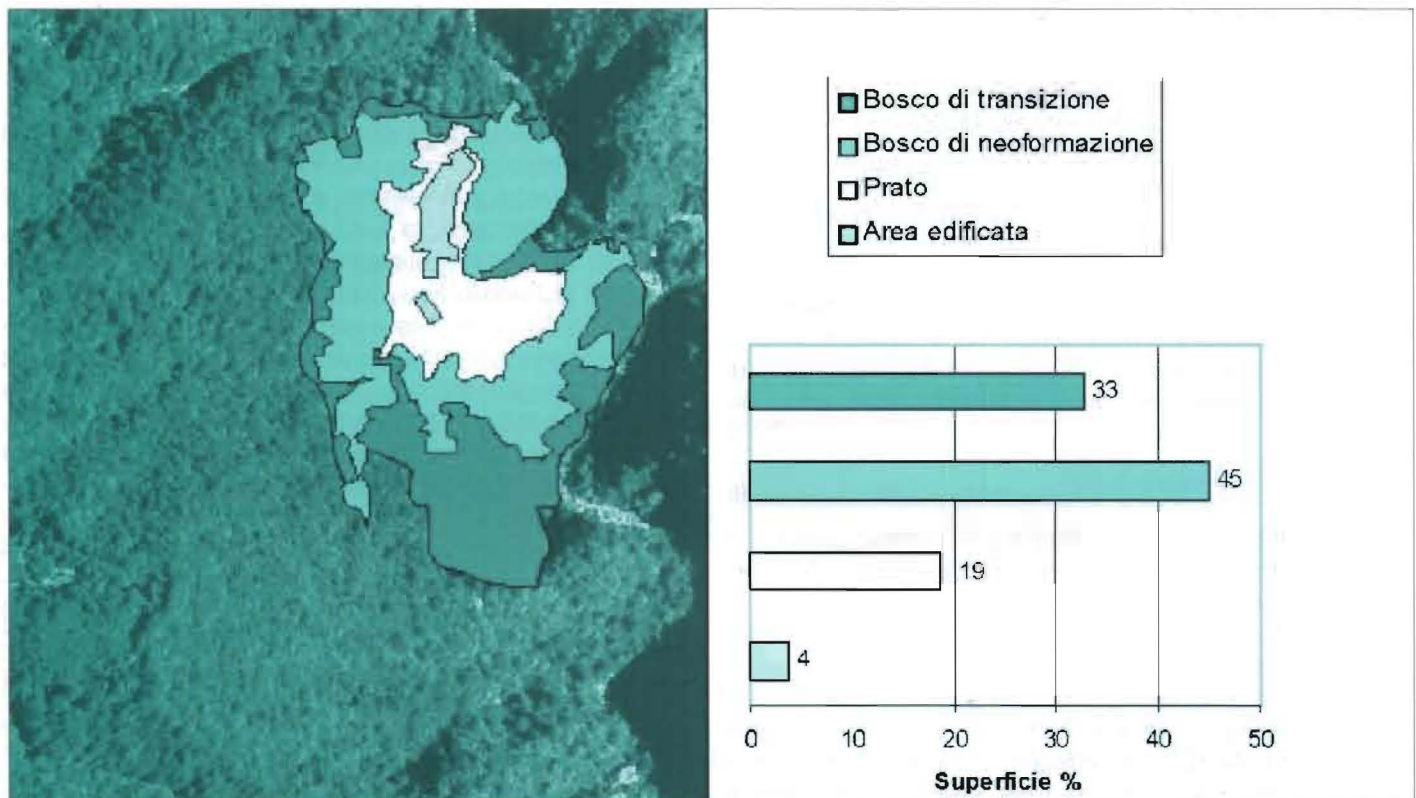 Bosco di transizione
Bosco di neoformazione
Prato
Area edificata
33
45
19
4
0 10 20 30 40 50
Superficie %